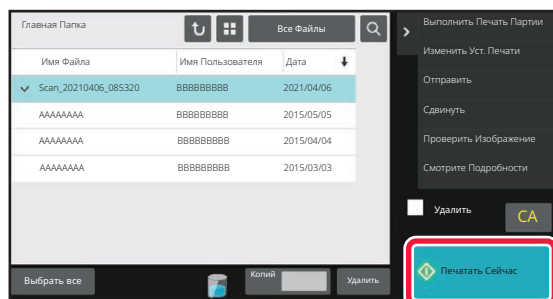 Главная Папка
Все Файлы
Имя Файла Имя Пользователя Дата
Scan_20210406_085320 BBBBBBBBB 2021/04/06
AAAAAAAA BBBBBBBBB 2015/05/05
AAAAAAAA BBBBBBBBB 2015/04/04
AAAAAAAA BBBBBBBBB 2015/03/03
Выбрать все
Копий
Удалить
Выполнить Печать Партии
Изменить Уст. Печати
Отправить
Сдвинуть
Проверить Изображение
Смотрите Подробности
Удалить
CA
Печатать Сейчас